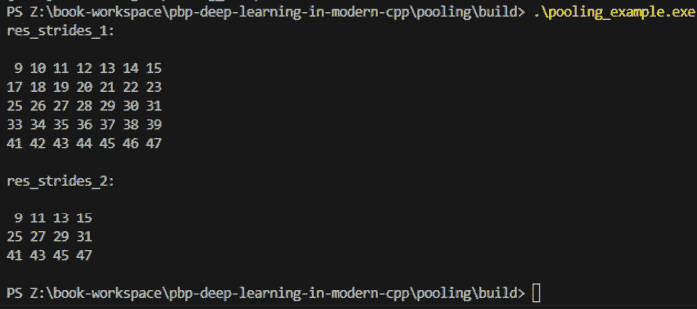 PS Z:\book-workspace\pbp-deep-learning-in-modern-cpp\pooling\build> .\pooling_example.exe
res_strides_1:
 9 10 11 12 13 14 15
17 18 19 20 21 22 23
25 26 27 28 29 30 31
33 34 35 36 37 38 39
41 42 43 44 45 46 47
res_strides_2:
 9 11 13 15
25 27 29 31
41 43 45 47
PS Z:\book-workspace\pbp-deep-learning-in-modern-cpp\pooling\build>